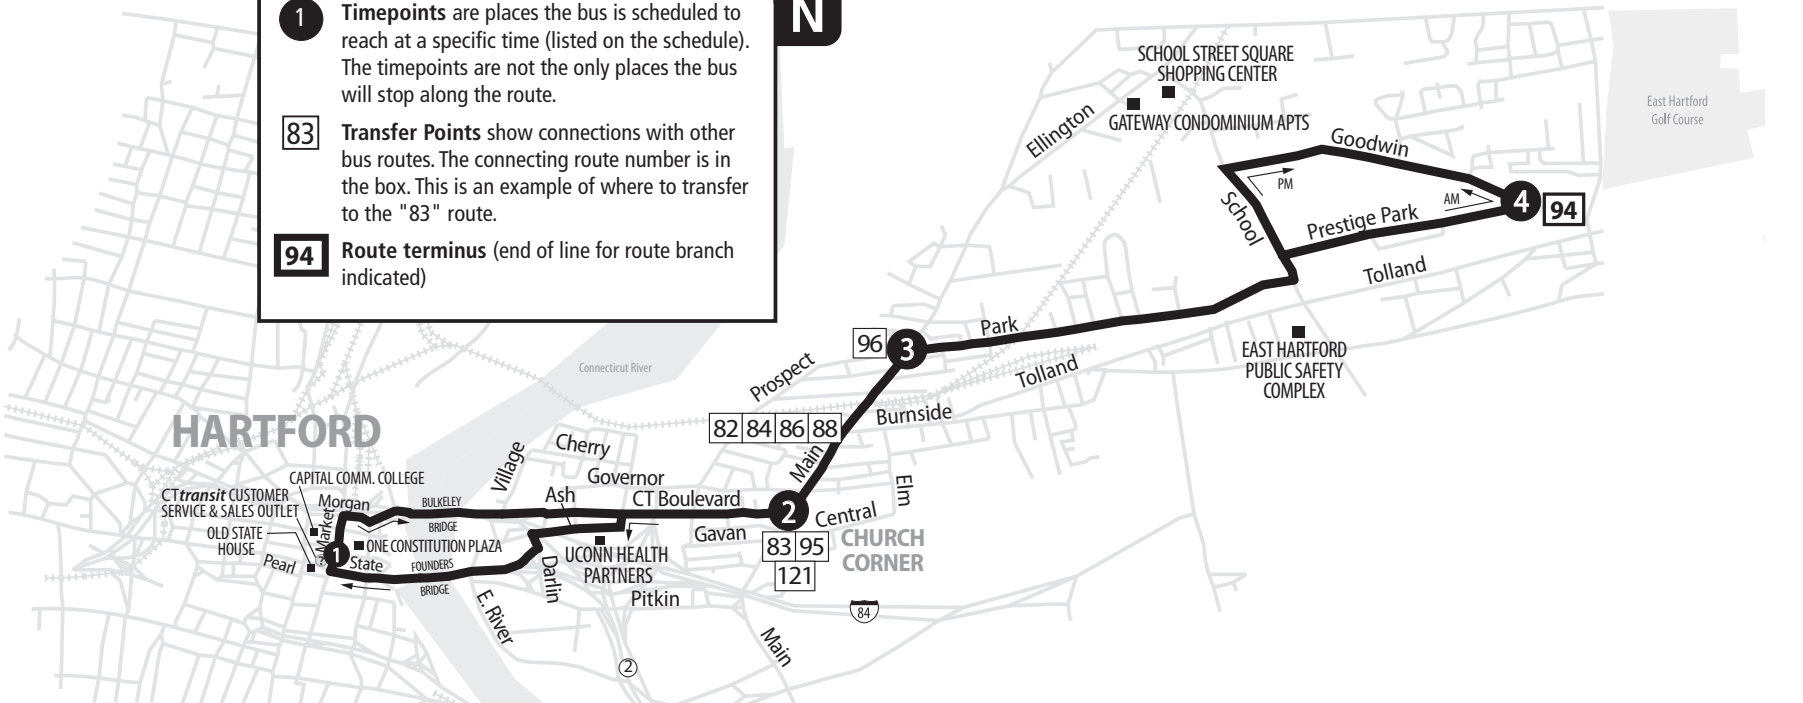 1
Timepoints are places the bus is scheduled to
reach at a specific time (listed on the schedule).
The timepoints are not the only places the bus
will stop along the route.
83
Transfer Points show connections with other
bus routes. The connecting route number is in
the box. This is an example of where to transfer
to the "83" route.
94
Route terminus (end of line for route branch
indicated)
N
SCHOOL STREET SQUARE
SHOPPING CENTER
GATEWAY CONDOMINIUM APTS
Ellington
East Hartford
Golf Course
Goodwin
PM
AM
School
Prestige Park
4
94
Tolland
EAST HARTFORD
PUBLIC SAFETY
COMPLEX
96
3
Park
Tolland
Prospect
Burnside
82
84
86
88
Connecticut River
HARTFORD
Main
Elm
Village
Cherry
Governor
Ash
CT Boulevard
2
Central
Gavan
83
95
121
CHURCH
CORNER
CAPITAL COMM. COLLEGE
CTtransit CUSTOMER
SERVICE & SALES OUTLET
OLD STATE
HOUSE
Morgan
Market
BULKELEY
BRIDGE
ONE CONSTITUTION PLAZA
1
Pearl
State
FOUNDERS
BRIDGE
UCONN HEALTH
PARTNERS
Darlin
Pitkin
E. River
84
Main
2